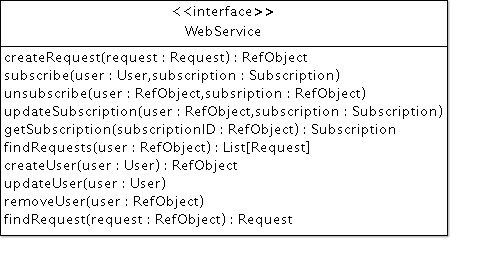 <<interface>>
WebService
createRequest(request : Request) : RefObject
subscribe(user : User,subscription : Subscription)
unsubscribe(user : RefObject,subsription : RefObject)
updateSubscription(user : RefObject,subscription : Subscription)
getSubscription(subscriptionID : RefObject) : Subscription
findRequests(user : RefObject) : List[Request]
createUser(user : User) : RefObject
updateUser(user : User)
removeUser(user : RefObject)
findRequest(request : RefObject) : Request